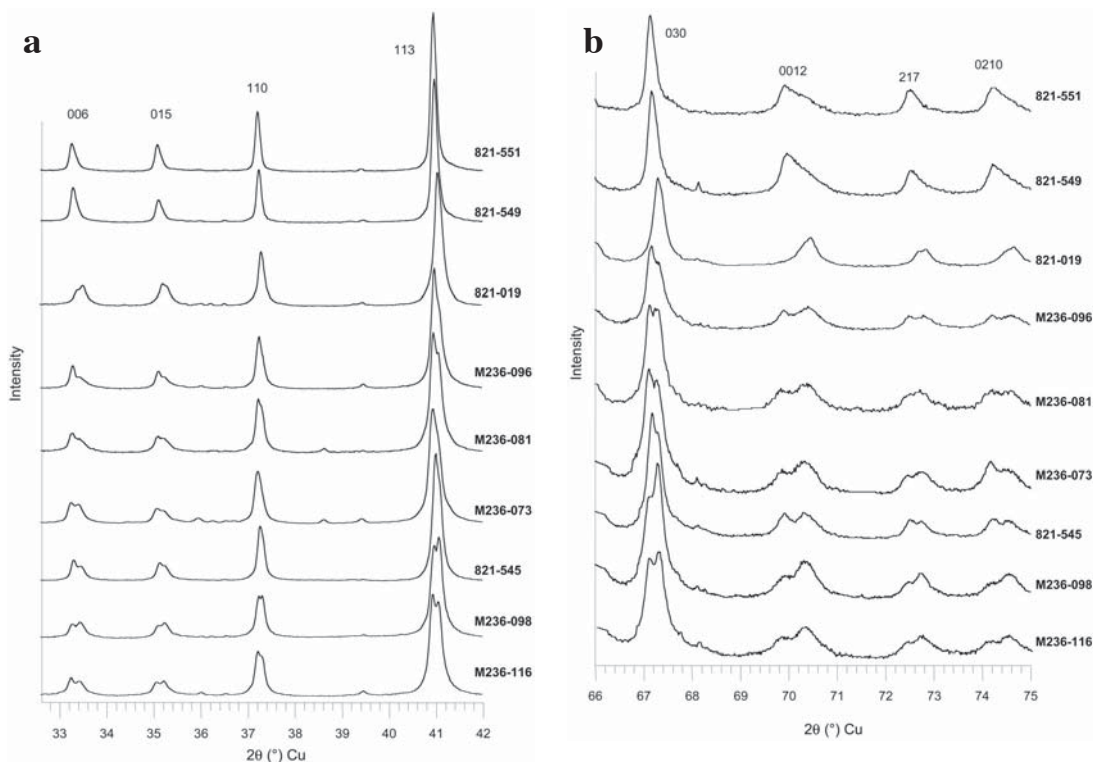 a
006
015
110
113
821-551
821-549
821-019
M236-096
M236-081
M236-073
821-545
M236-098
M236-116
Intensity
33 34 35 36 37 38 39 40 41 42
2θ (°) Cu
b
030
0012
217
0210
821-551
821-549
821-019
M236-096
M236-081
M236-073
821-545
M236-098
M236-116
Intensity
66 67 68 69 70 71 72 73 74 75
2θ (°) Cu